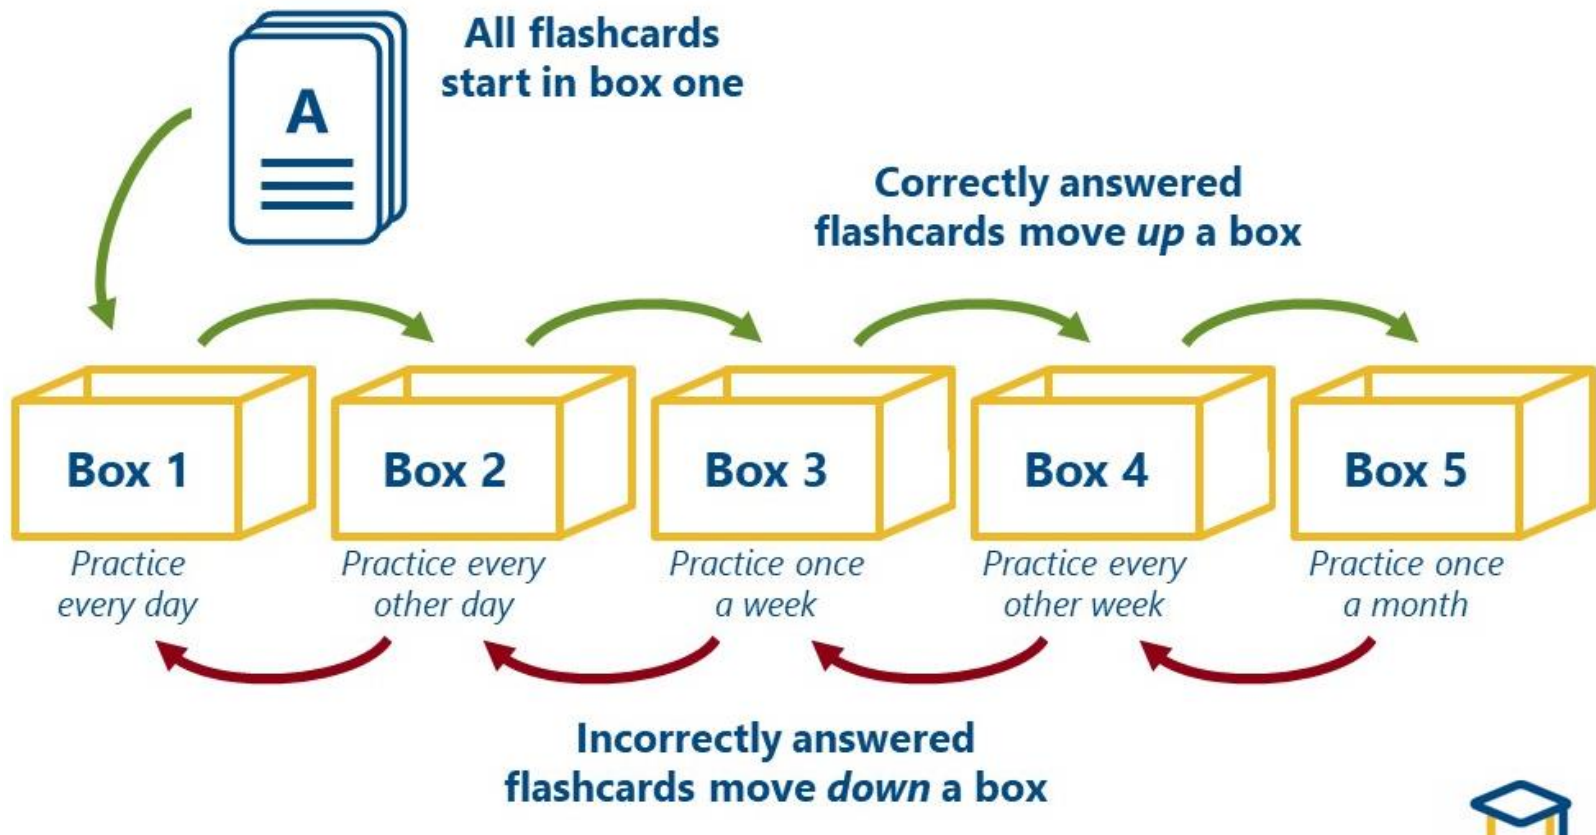 All flashcards
start in box one
A
Correctly answered
flashcards move up a box
Box 1
Box 2
Box 3
Box 4
Box 5
Practice
every day
Practice every
other day
Practice once
a week
Practice every
other week
Practice once
a month
Incorrectly answered
flashcards move down a box